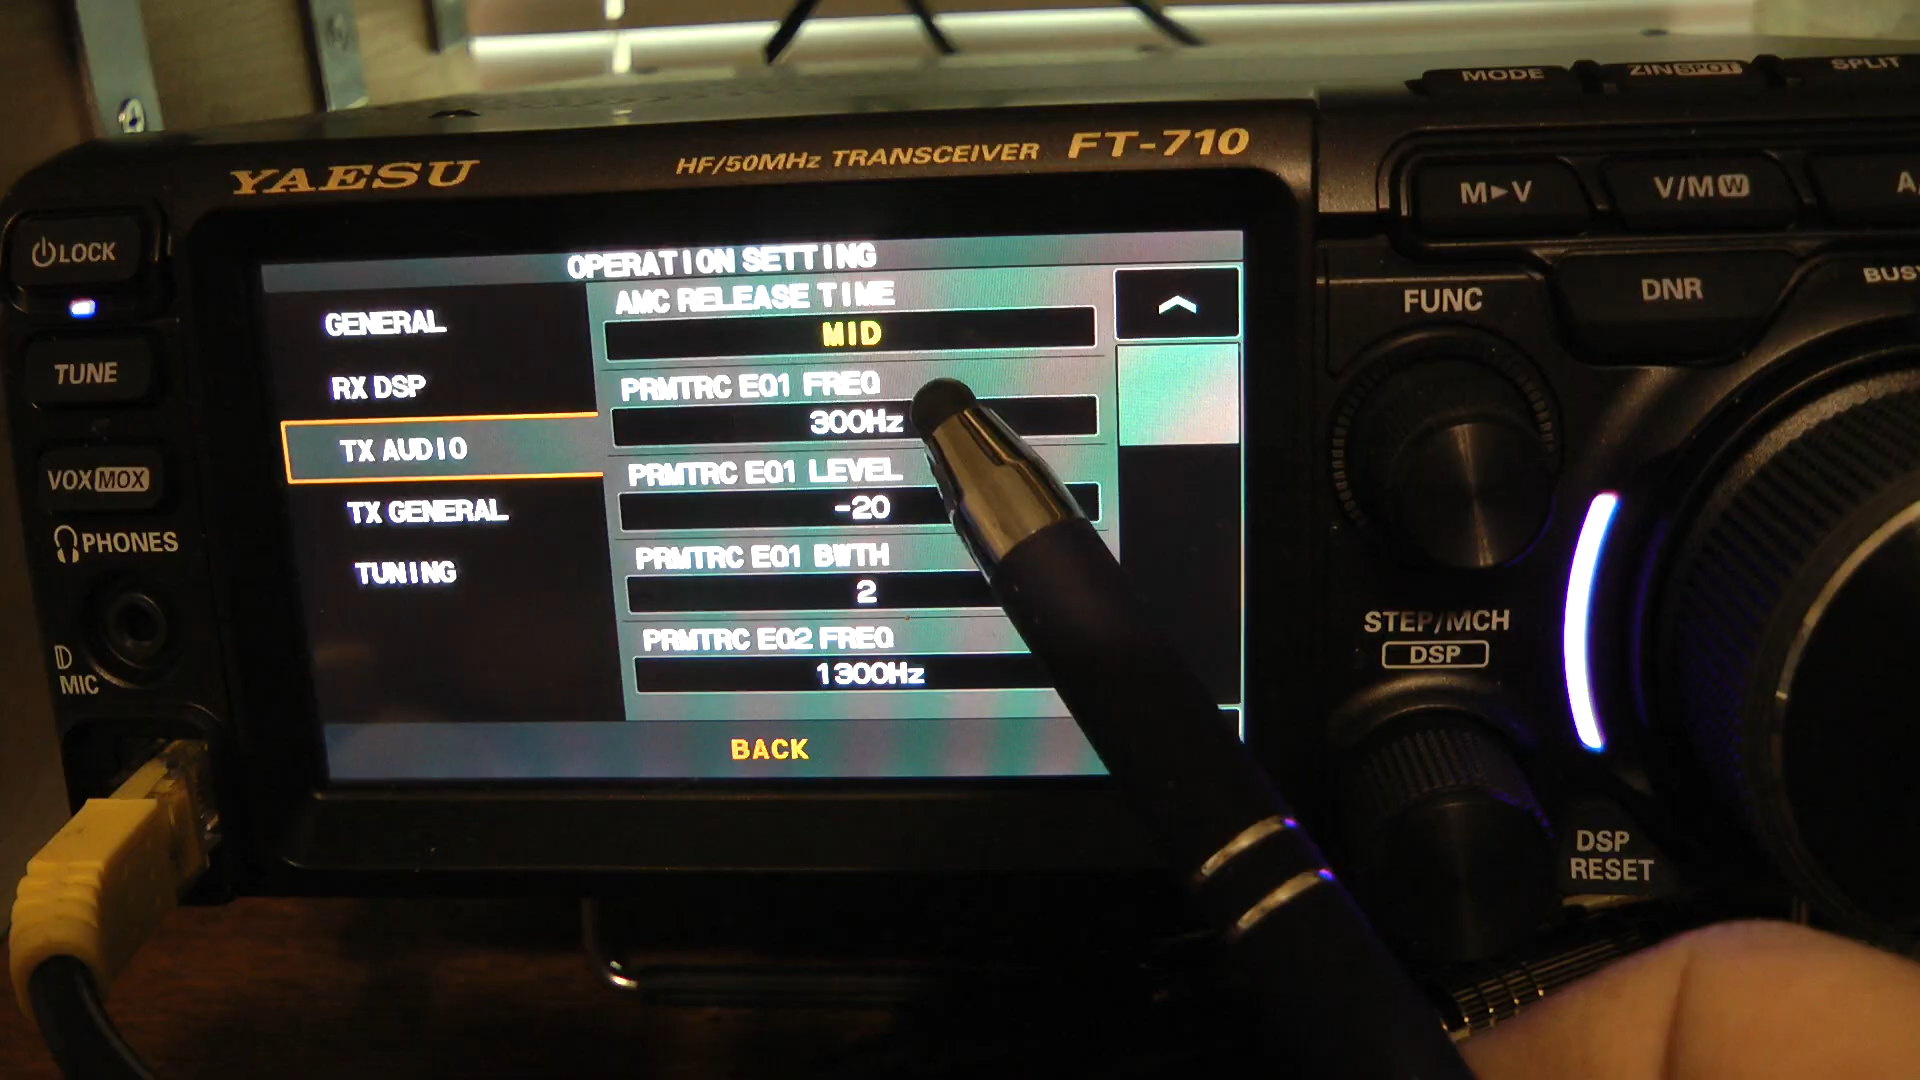 MODE ZIN SPOT SPLIT
YAESU HF/50MHz TRANSCEIVER FT-710
M►V V/M W
LOCK
TUNE
VOX MOX
PHONES
MIC
OPERATION SETTING
GENERAL
RX DSP
TX AUDIO
TX GENERAL
TUNING
AMC RELEASE TIME
MID
PRMTRC EQ1 FREQ
300Hz
PRMTRC EQ1 LEVEL
-20
PRMTRC EQ1 BWTH
2
PRMTRC EQ2 FREQ
1300Hz
BACK
FUNC
DNR
STEP/MCH
DSP
DSP
RESET